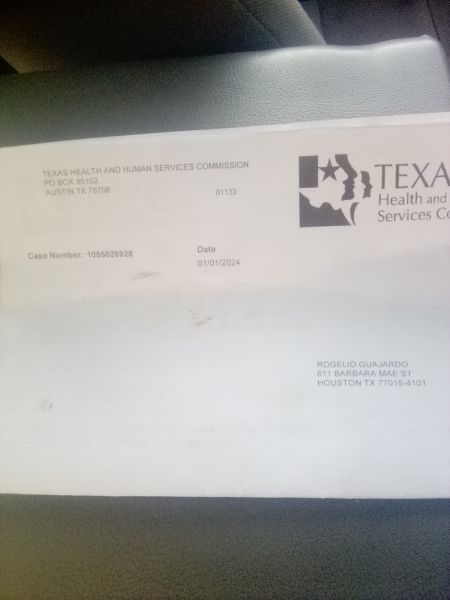 TEXAS HEALTH AND HUMAN SERVICES COMMISSION
PO BOX 85102
AUSTIN TX 78708
01133
TEXA
Health and
Services Co
Case Number: 1055026928
Date
01/01/2024
ROGELIO GUAJARDO
611 BARBARA MAE ST
HOUSTON TX 77015-4101